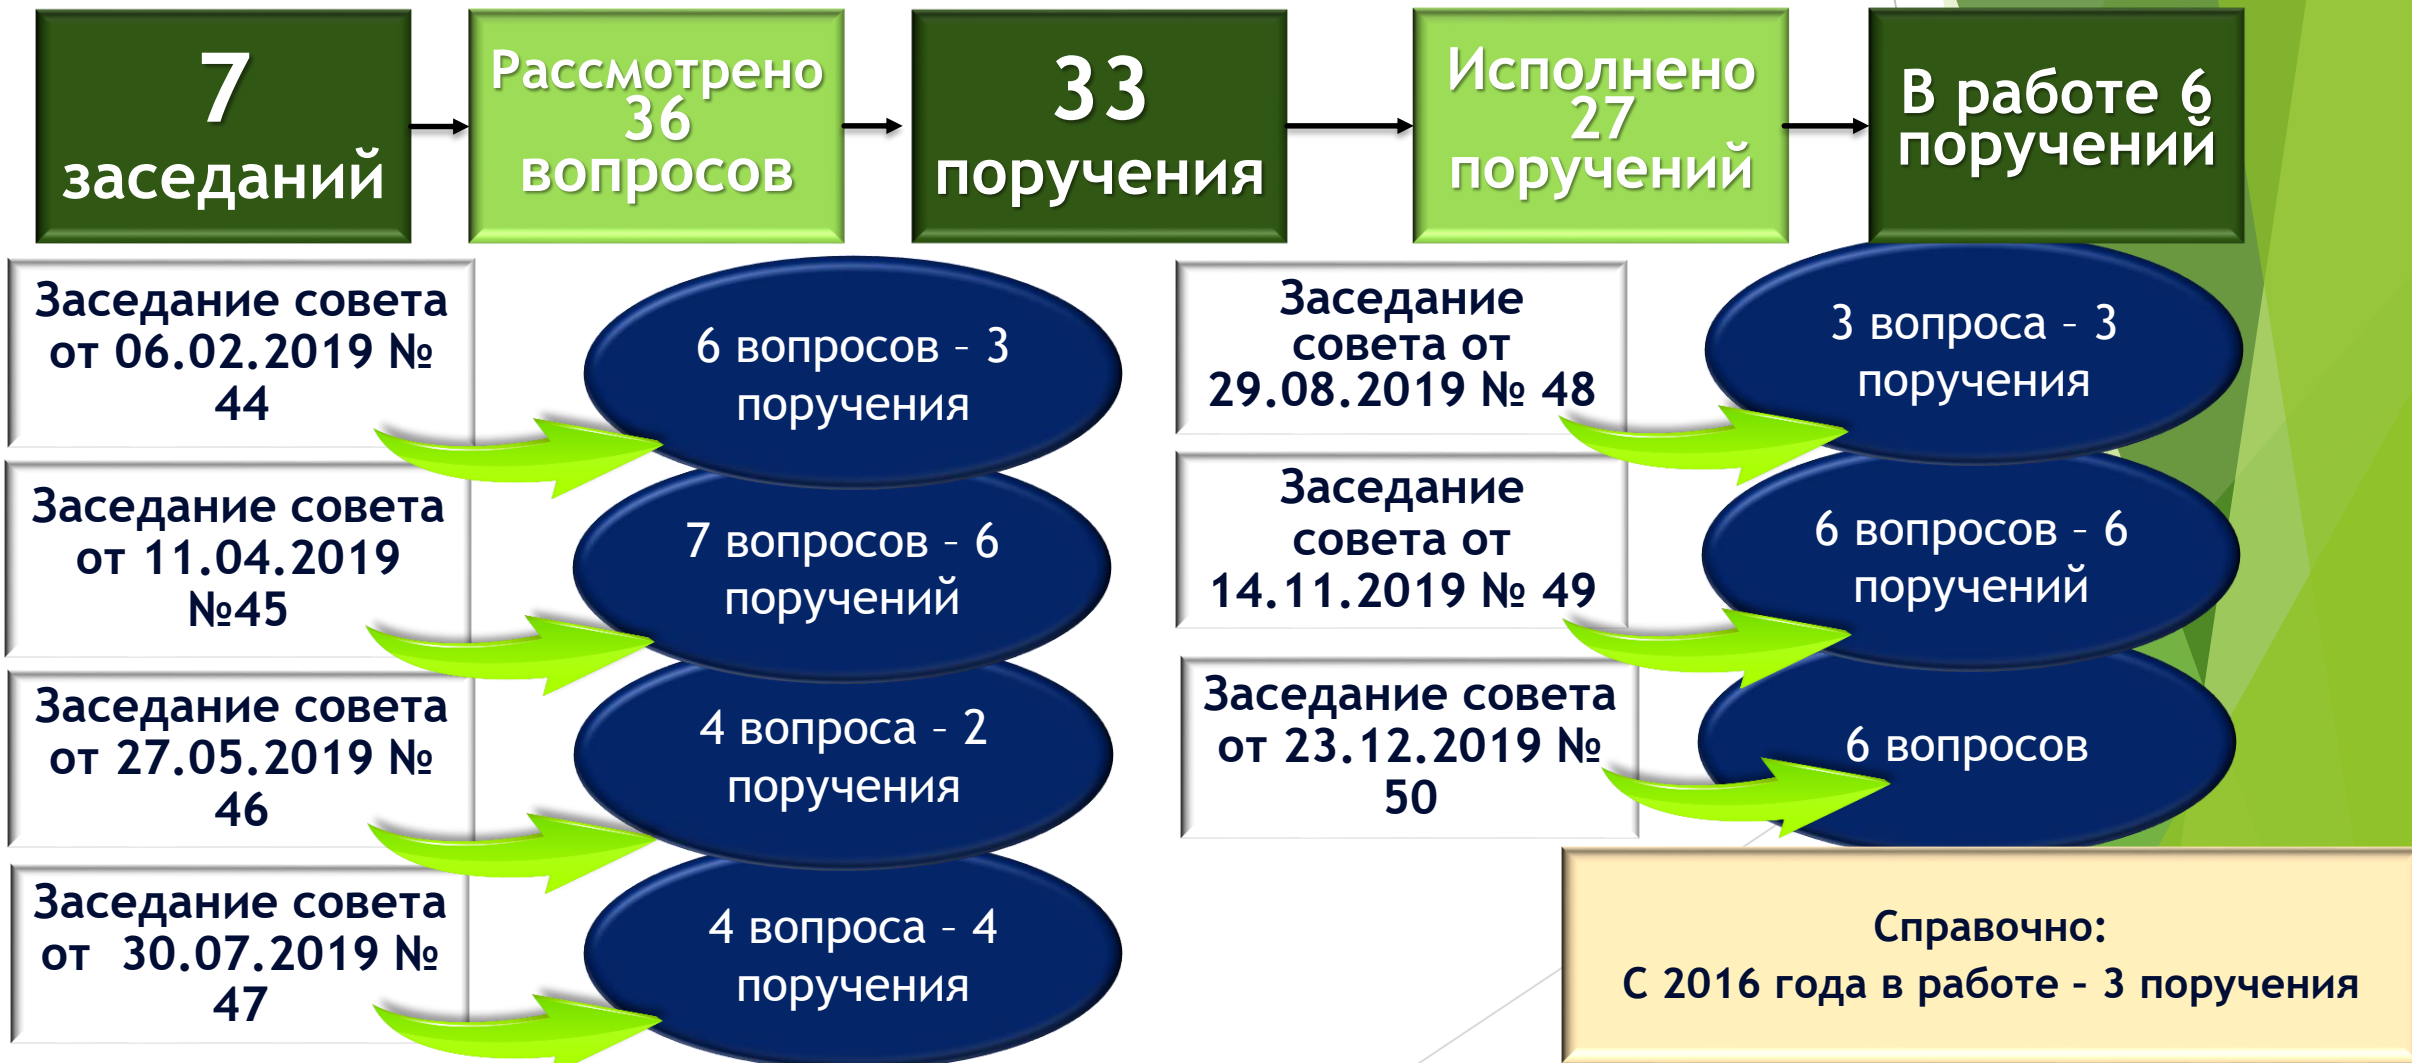 7
заседаний
Рассмотрено
36
вопросов
33
поручения
Исполнено
27
поручений
В работе 6
поручений
Заседание совета
от 06.02.2019 №
44
6 вопросов – 3
поручения
Заседание совета
от 11.04.2019
№45
7 вопросов – 6
поручений
Заседание совета
от 27.05.2019 №
46
4 вопроса – 2
поручения
Заседание совета
от 30.07.2019 №
47
4 вопроса – 4
поручения
Заседание
совета от
29.08.2019 № 48
3 вопроса – 3
поручения
Заседание
совета от
14.11.2019 № 49
6 вопросов – 6
поручений
Заседание совета
от 23.12.2019 №
50
6 вопросов
Справочно:
С 2016 года в работе – 3 поручения